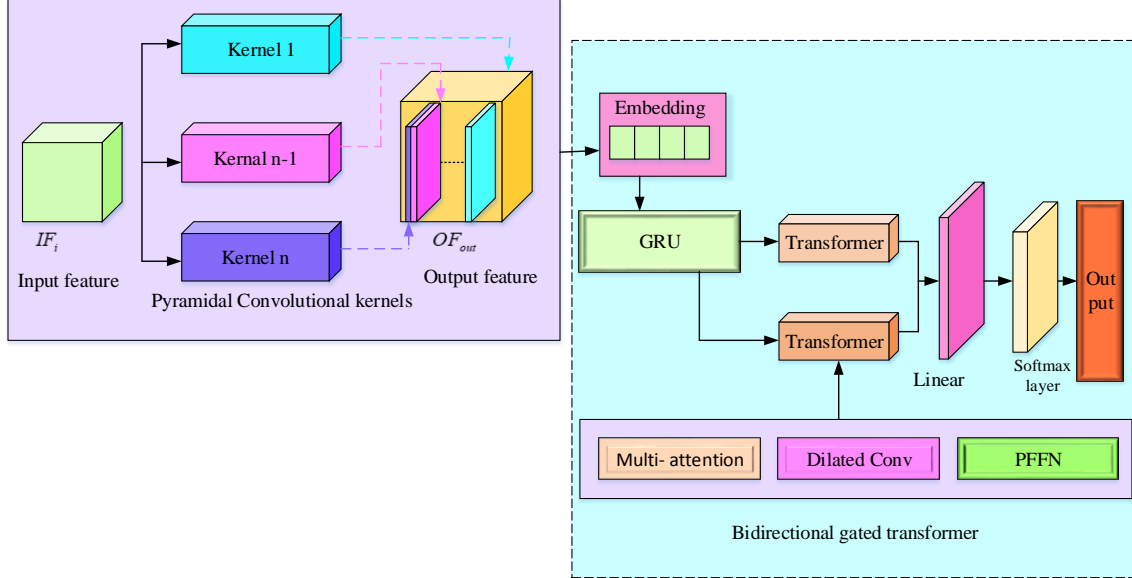 Kernel 1
Kernal n-1
Kernel n
IF_i
Input feature
OF_out
Output feature
Pyramidal Convolutional kernels
Embedding
GRU
Transformer
Transformer
Linear
Softmax
layer
Out
put
Multi- attention
Dilated Conv
PFFN
Bidirectional gated transformer